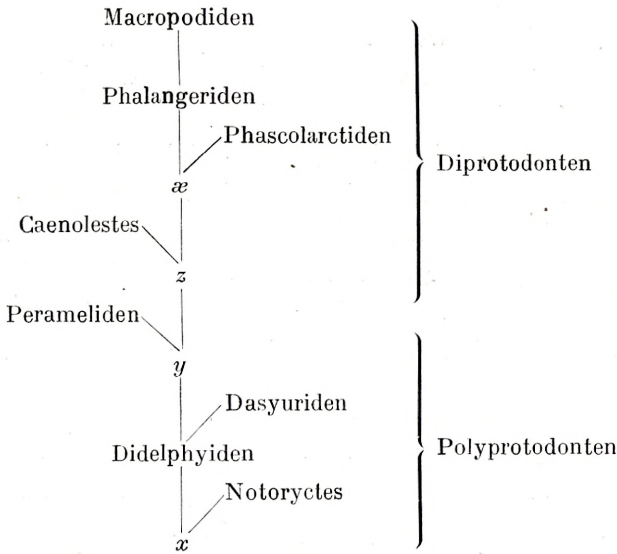 Macropodiden
Phalangeriden
Phascolarctiden
Diprotodonten
æ
Caenolestes
z
Perameliden
y
Dasyuriden
Didelphyiden
Polyprotodonten
Notoryctes
x